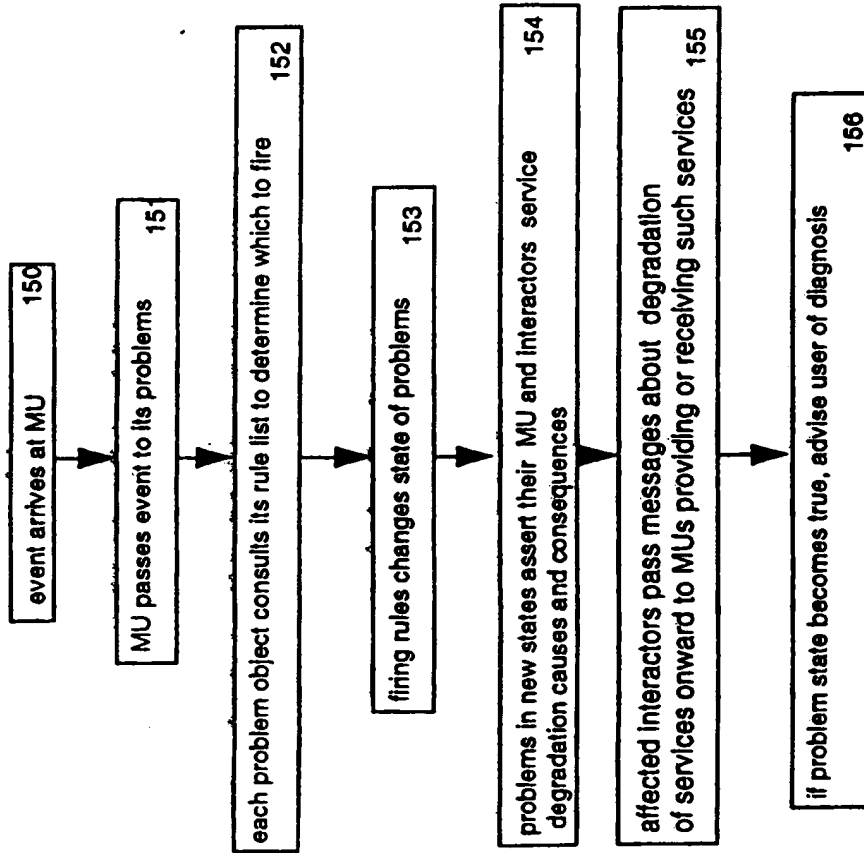 event arrives at MU 150
MU passes event to its problems 151
each problem object consults its rule list to determine which to fire 152
firing rules changes state of problems 153
problems in new states assert their MU and interactors service 154
degradation causes and consequences
affected interactors pass messages about degradation
of services onward to MUs providing or receiving such services 155
if problem state becomes true, advise user of diagnosis
156